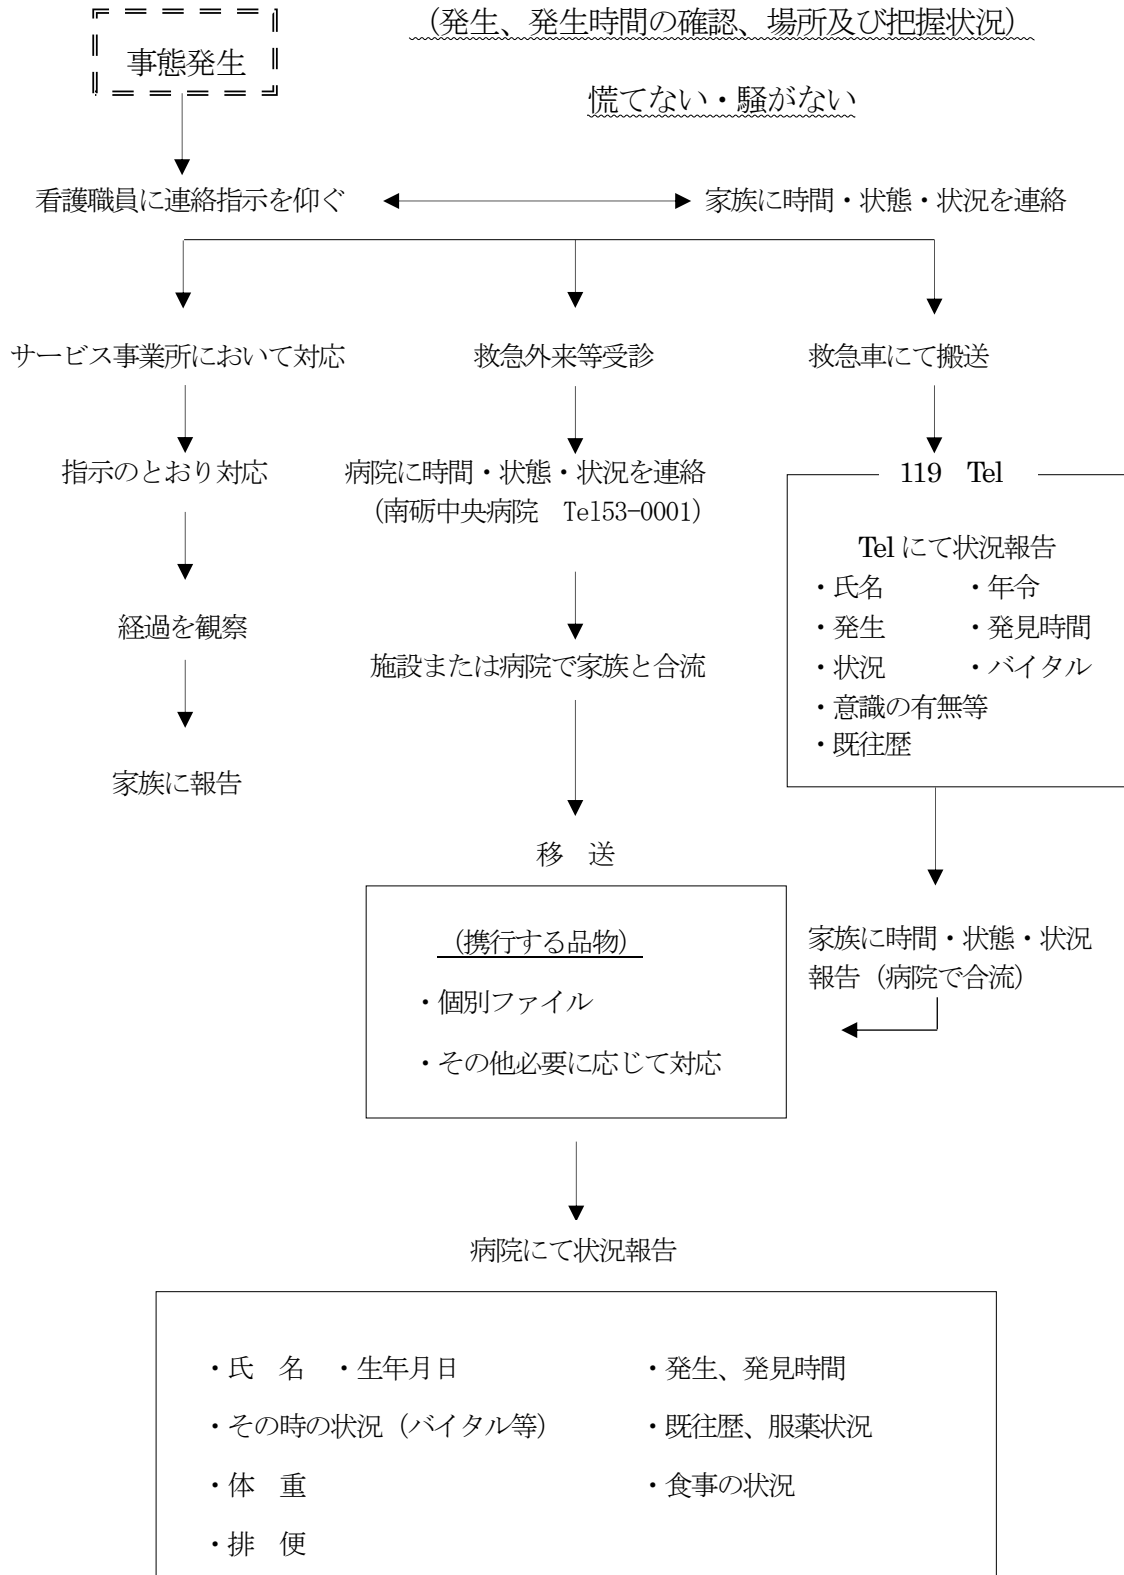 (発生、発生時間の確認、場所及び把握状況)
事態発生
慌てない・騒がない
看護職員に連絡指示を仰ぐ
家族に時間・状態・状況を連絡
サービス事業所において対応
救急外来等受診
救急車にて搬送
指示のとおり対応
病院に時間・状態・状況を連絡
(南砺中央病院 Tel53-0001)
119 Tel
Tel にて状況報告
・氏名 ・年令
・発生 ・発見時間
・状況 ・バイタル
・意識の有無等
・既往歴
経過を観察
施設または病院で家族と合流
家族に報告
移 送
(携行する品物)
・個別ファイル
・その他必要に応じて対応
家族に時間・状態・状況
報告(病院で合流)
病院にて状況報告
・氏 名 ・生年月日 ・発生、発見時間
・その時の状況(バイタル等) ・既往歴、服薬状況
・体 重 ・食事の状況
・排 便